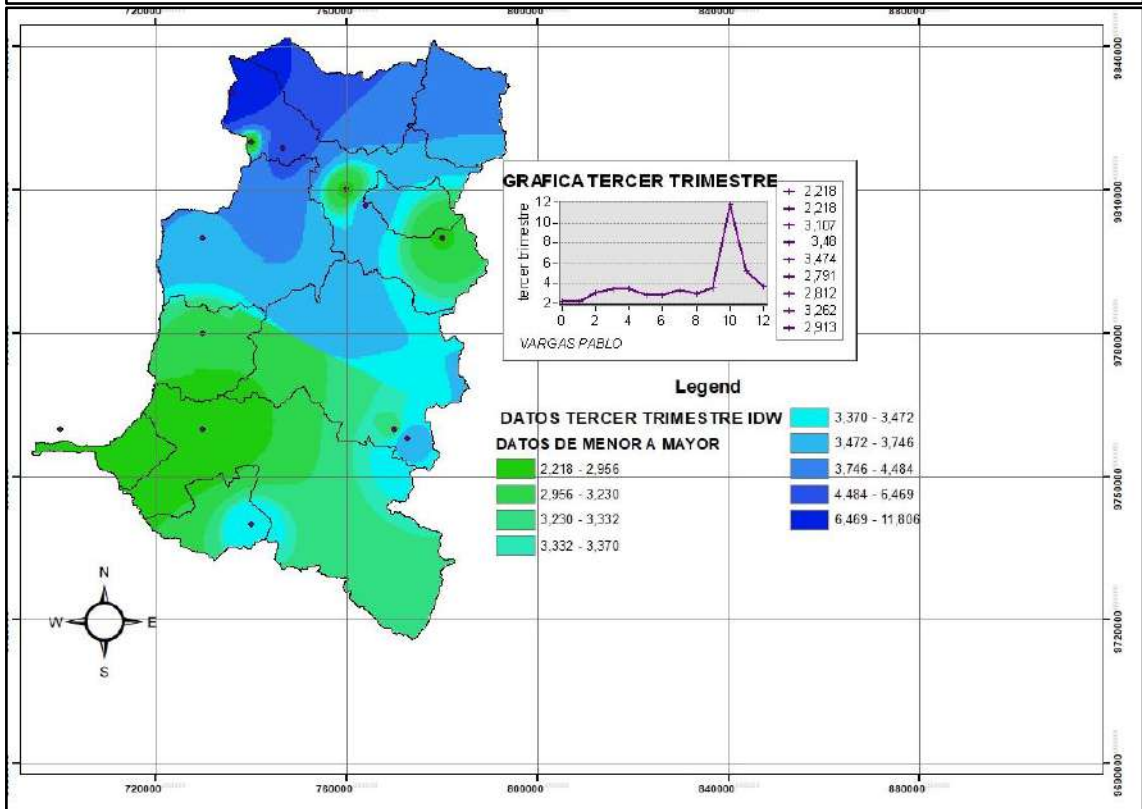 720000 760000 800000 840000 880000
9840000
9810000
9780000
9750000
9720000
9690000
GRAFICA TERCER TRIMESTRE
tercer trimestre
12
10
8
6
4
2
0 2 4 6 8 10 12
VARGAS PABLO
2,218
2,218
3,107
3,48
3,474
2,791
2,812
3,262
2,913
Legend
DATOS TERCER TRIMESTRE IDW
DATOS DE MENOR A MAYOR
2,218 - 2,956
2,956 - 3,230
3,230 - 3,332
3,332 - 3,370
3,370 - 3,472
3,472 - 3,746
3,746 - 4,484
4,484 - 6,469
6,469 - 11,806
N
W E
S
720000 760000 800000 840000 880000